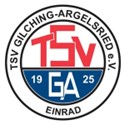 TSV GILCHING-ARGELSRIED e.V.
TSV
19 GA 25
EINRAD